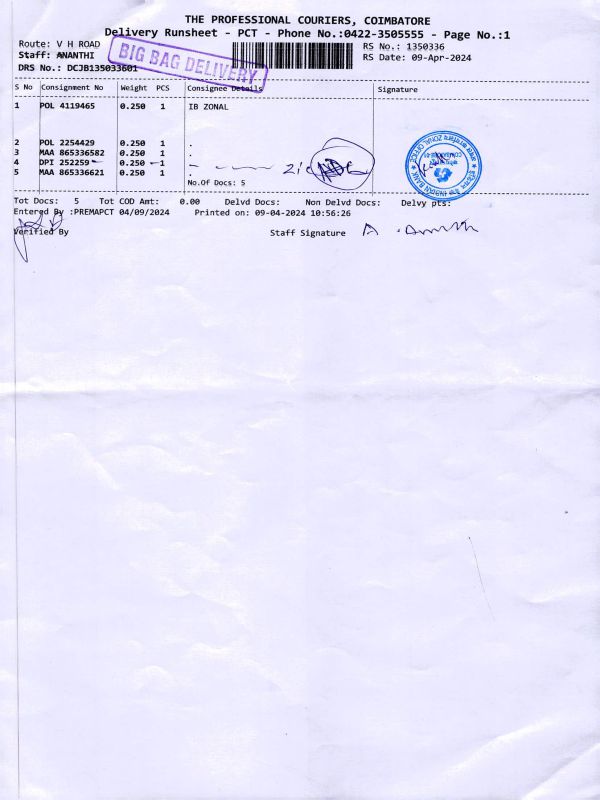 THE PROFESSIONAL COURIERS, COIMBATORE
Delivery Runsheet - PCT - Phone No.:0422-3505555 - Page No.:1
Route: V H ROAD
RS No.: 1350336
Staff: ANANTHI
RS Date: 09-Apr-2024
DRS No.: DCJB135033601
BIG BAG DELIVERY
S No Consignment No Weight PCS Consignee Details Signature
1 POL 4119465 0.250 1 IB ZONAL
2 POL 2254429 0.250 1 .
3 MAA 865336582 0.250 1 .
4 DPI 252259 0.250 1
5 MAA 865336621 0.250 1 .
No.Of Docs: 5
INDIAN BANK
ZONAL OFFICE
Tot Docs: 5 Tot COD Amt: 0.00 Delvd Docs: Non Delvd Docs: Delvy pts:
Entered By :PREMAPCT 04/09/2024 Printed on: 09-04-2024 10:56:26
Verified By
Staff Signature